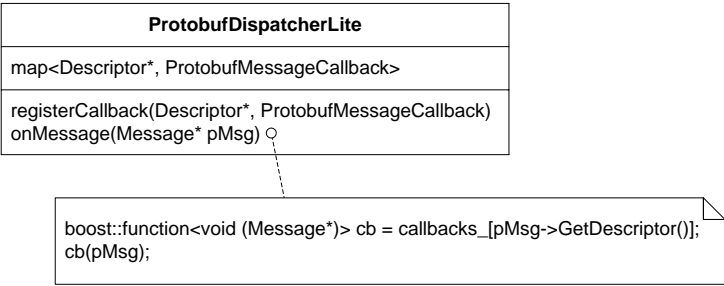 ProtobufDispatcherLite
map<Descriptor*, ProtobufMessageCallback>
registerCallback(Descriptor*, ProtobufMessageCallback)
onMessage(Message* pMsg)
boost::function<void (Message*)> cb = callbacks_[pMsg->GetDescriptor()];
cb(pMsg);